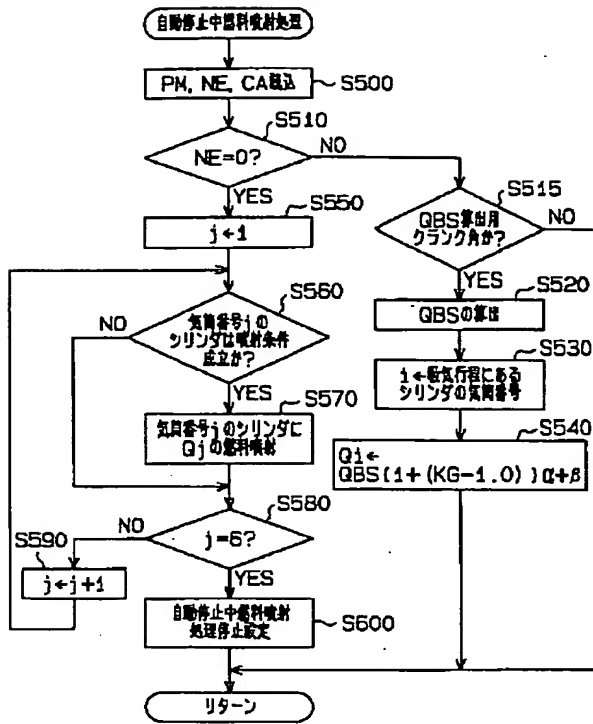 自動停止中燃料噴射処理
PM, NE, CA読込
S500
S510
NE=0?
NO
YES
S550
j←1
S515
QBS算出用
クランク角か?
NO
YES
S520
QBSの算出
S530
i←吸気行程にある
シリンダの気筒番号
S540
Qi←
QBS{1+(KG-1.0)}α+β
S560
気筒番号jの
シリンダは噴射条件
成立か?
NO
YES
S570
気筒番号jのシリンダに
Qjの燃料噴射
S580
j=6?
NO
S590
j←j+1
YES
自動停止中燃料噴射
処理停止設定
S600
リターン